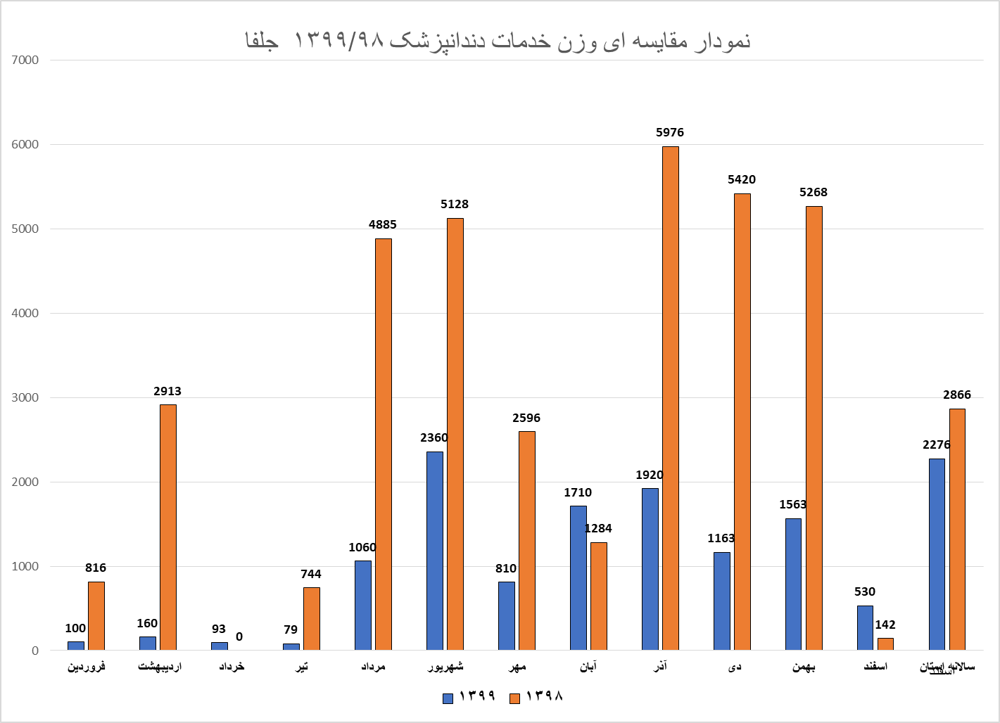 نمودار مقایسه ای وزن خدمات دندانپزشک ۱۳۹۹/۹۸ جلفا
7000
6000
5000
4000
3000
2000
1000
0
100 816
160 2913
93 0
79 744
1060 4885
2360 5128
810 2596
1710 1284
1920 5976
1163 5420
1563 5268
530 142
2276 2866
فروردین
اردیبهشت
خرداد
تیر
مرداد
شهریور
مهر
آبان
آذر
دی
بهمن
اسفند
سالانه استان
اسفند
۱۳۹۹
۱۳۹۸